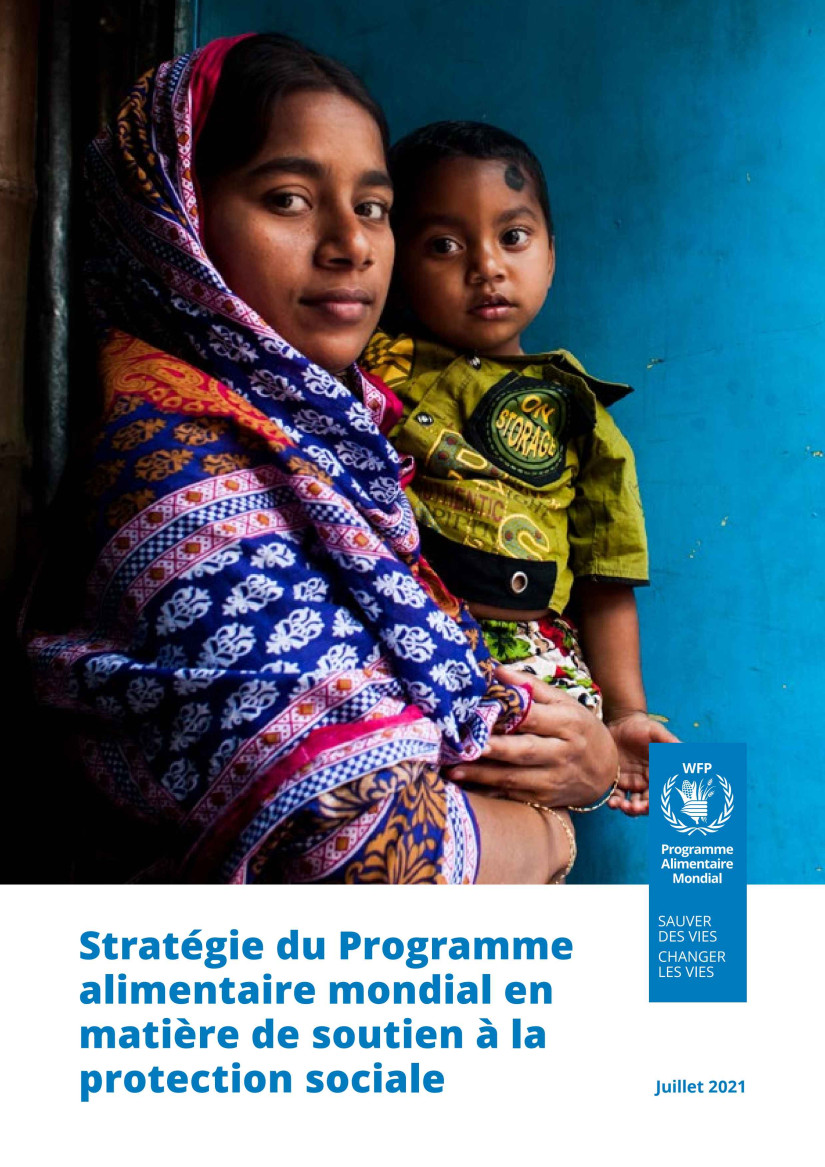 ON
STORAGE
AUTHENTIC
WFP
Programme
Alimentaire
Mondial
SAUVER
DES VIES
CHANGER
LES VIES
Stratégie du Programme
alimentaire mondial en
matière de soutien à la
protection sociale
Juillet 2021